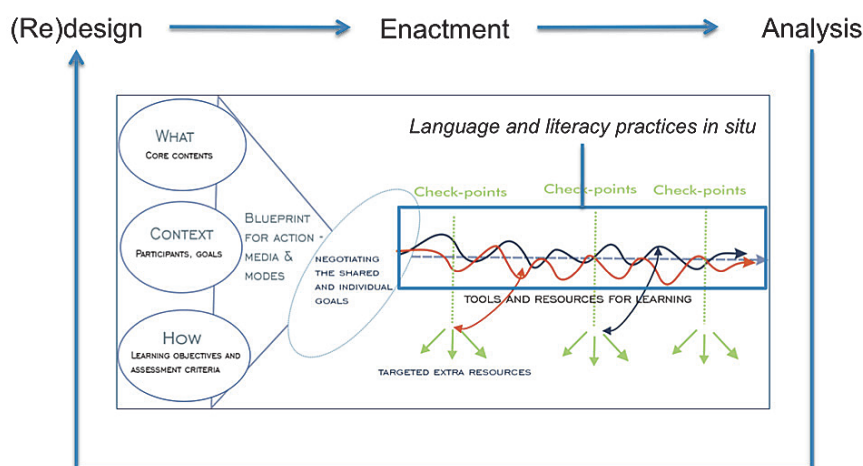 (Re)design
Enactment
Analysis
WHAT
CORE CONTENTS
CONTEXT
PARTICIPANTS, GOALS
HOW
LEARNING OBJECTIVES AND
ASSESSMENT CRITERIA
BLUEPRINT
FOR ACTION -
MEDIA &
MODES
NEGOTIATING
THE SHARED
AND INDIVIDUAL
GOALS
Language and literacy practices in situ
Check-points
Check-points
Check-points
TOOLS AND RESOURCES FOR LEARNING
TARGETED EXTRA RESOURCES